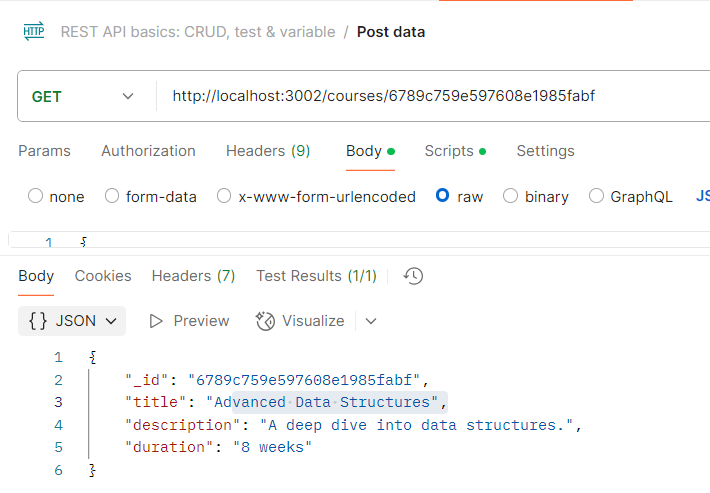 HTTP REST API basics: CRUD, test & variable / Post data
GET http://localhost:3002/courses/6789c759e597608e1985fabf
Params Authorization Headers (9) Body Scripts Settings
none form-data x-www-form-urlencoded raw binary GraphQL JS
1 {
Body Cookies Headers (7) Test Results (1/1)
{} JSON Preview Visualize
1 {
2 "_id": "6789c759e597608e1985fabf",
3 "title": "Advanced Data Structures",
4 "description": "A deep dive into data structures.",
5 "duration": "8 weeks"
6 }